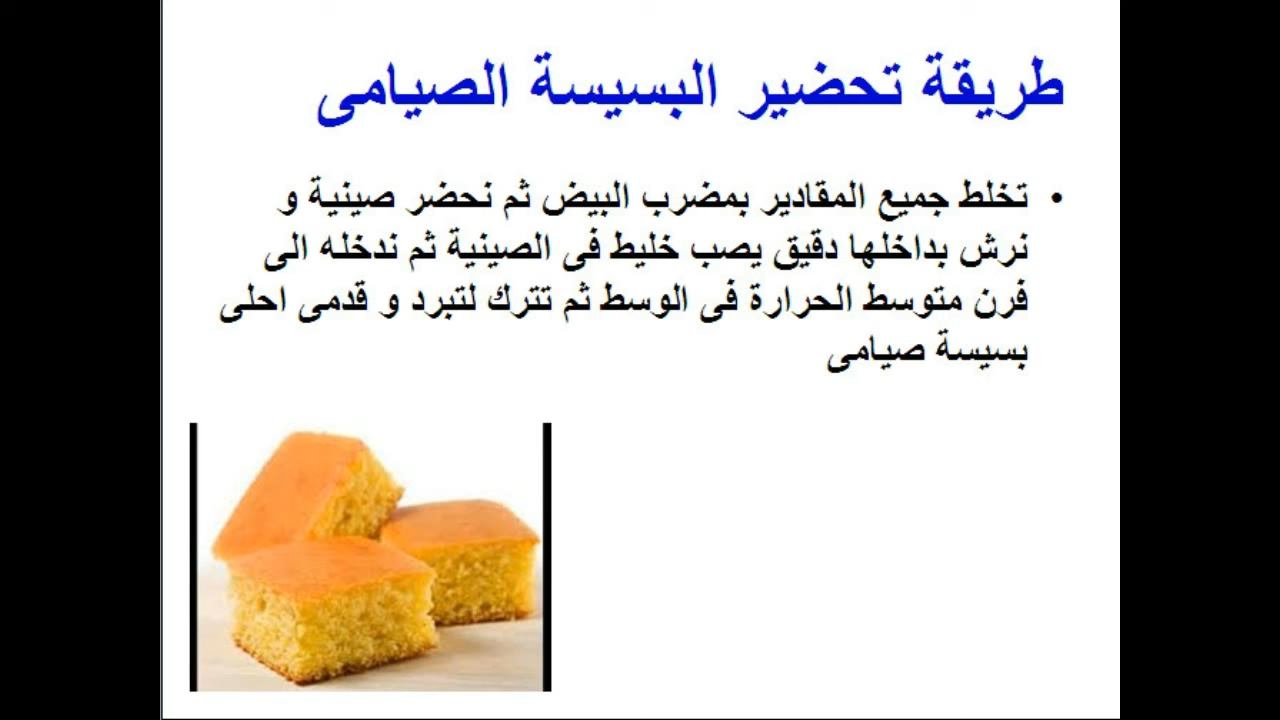 طريقة تحضير البسيسة الصيامى
• تخلط جميع المقادير بمضرب البيض ثم نحضر صينية و
نرش بداخلها دقيق يصب خليط فى الصينية ثم ندخله الى
فرن متوسط الحرارة فى الوسط ثم تترك لتبرد و قدمى احلى
بسيسة صيامى